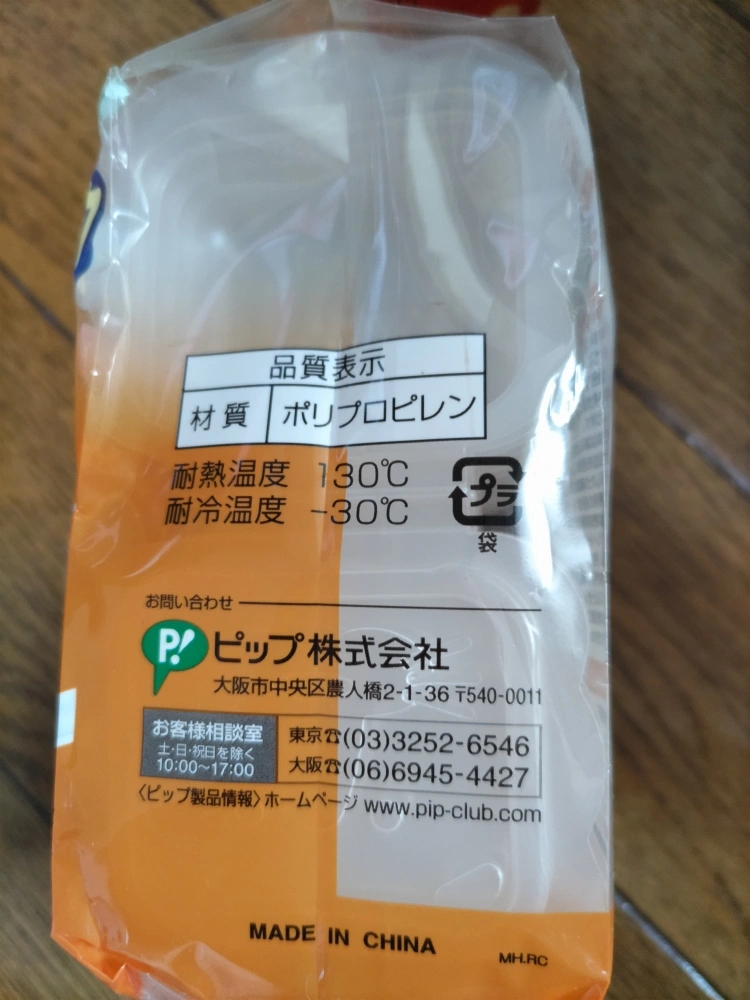 品質表示
材質 ポリプロピレン
耐熱温度 130℃
耐冷温度 -30℃
プラ
袋
お問い合わせ
P! ピップ株式会社
大阪市中央区農人橋2-1-36 〒540-0011
お客様相談室
土・日・祝日を除く
10:00〜17:00
東京☎(03)3252-6546
大阪☎(06)6945-4427
〈ピップ製品情報〉ホームページ www.pip-club.com
MADE IN CHINA
MH.RC